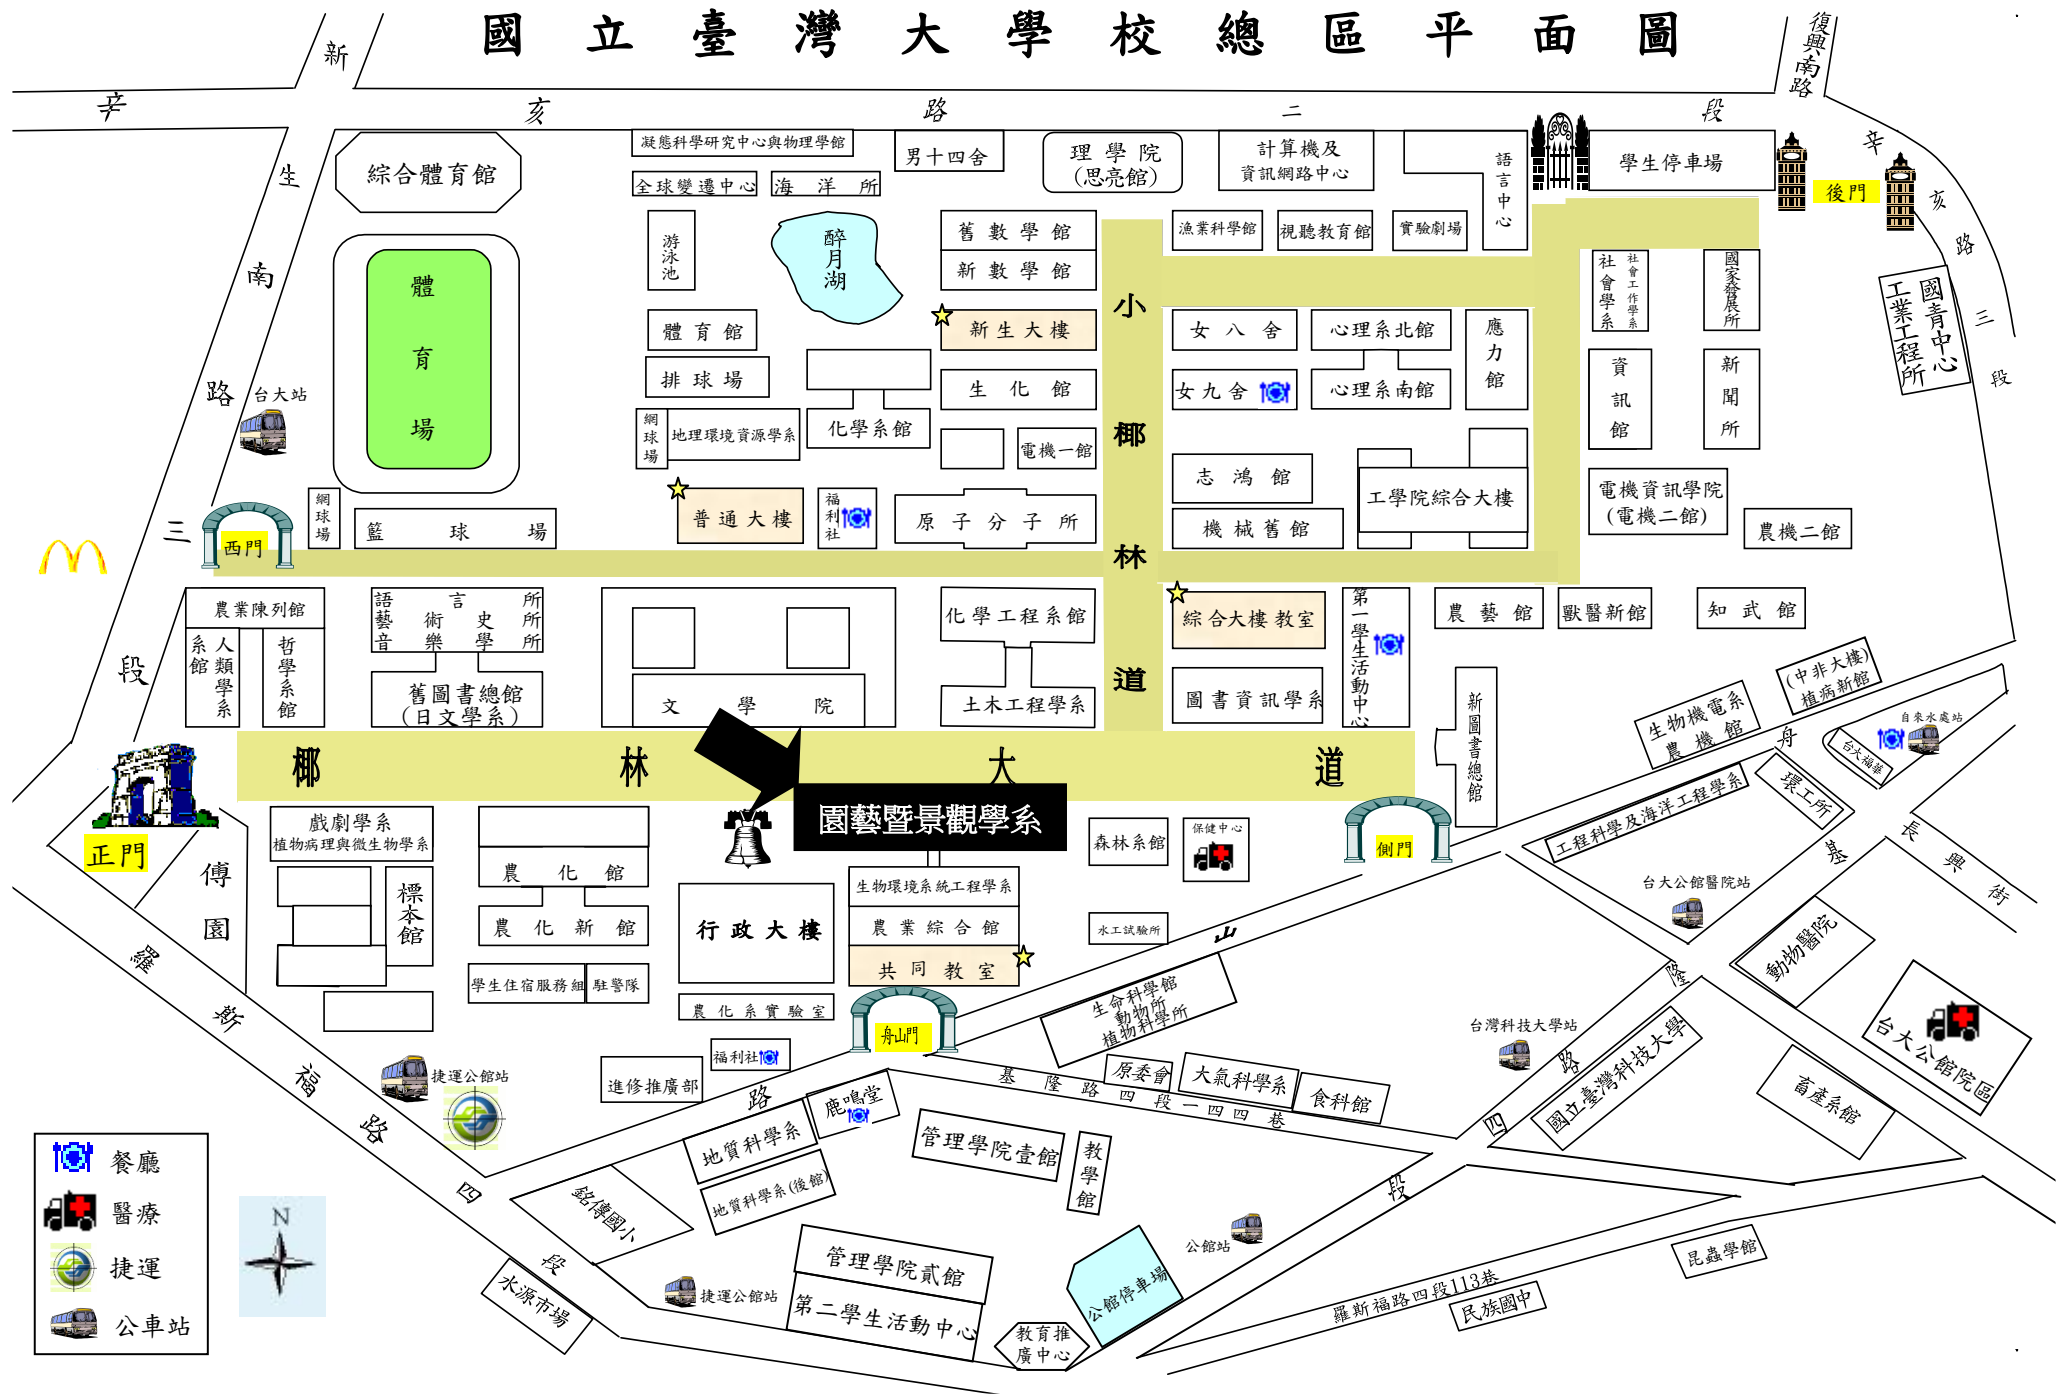 國立臺灣大學校總區平面圖
復興南路
新
生
南
路
三
段
辛
亥
路
二
段
辛
亥
路
三
段
綜合體育館
凝態科學研究中心與物理學館
全球變遷中心
海洋所
男十四舍
理學院
(思亮館)
計算機及
資訊網路中心
語言中心
學生停車場
後門
游泳池
醉月湖
舊數學館
新數學館
漁業科學館
視聽教育館
實驗劇場
社會學系
社會工作學系
國家發展所
國青中心
工業工程所
體育場
體育館
新生大樓
小
椰
林
道
女八舍
心理系北館
應力館
排球場
生化館
女九舍
心理系南館
資訊館
新聞所
台大站
網球場
地理環境資源學系
化學系館
電機一館
志鴻館
工學院綜合大樓
電機資訊學院
(電機二館)
網球場
籃球場
普通大樓
福利社
原子分子所
機械舊館
農機二館
西門
農業陳列館
人類學系
系館
哲學系館
語言所
藝術史所
音樂學所
舊圖書總館
(日文學系)
文學院
化學工程系館
土木工程學系
綜合大樓教室
圖書資訊學系
第一學生活動中心
農藝館
獸醫新館
知武館
新圖書總館
(中非大樓)
植病新館
生物機電系
農機館
自來水處站
台大福華
椰林大道
園藝暨景觀學系
正門
傅園
戲劇學系
植物病理與微生物學系
標本館
農化館
農化新館
學生住宿服務組
駐警隊
行政大樓
農化系實驗室
生物環境系統工程學系
農業綜合館
共同教室
森林系館
保健中心
水工試驗所
側門
舟山門
工程科學及海洋工程學系
環工所
台大公館醫院站
動物醫院
台大公館院區
長興街
舟
山
路
基
隆
路
四
段
羅
斯
福
路
四
段
捷運公館站
進修推廣部
福利社
鹿鳴堂
地質科學系
地質科學系(後館)
銘傳國小
生命科學館
動物所
植物科學所
基隆路四段一四四巷
原委會
大氣科學系
食科館
台灣科技大學站
國立臺灣科技大學
畜產系館
管理學院壹館
教學館
管理學院貳館
第二學生活動中心
教育推
廣中心
公館停車場
公館站
捷運公館站
水源市場
羅斯福路四段113巷
民族國中
昆蟲學館
餐廳
醫療
捷運
公車站
N